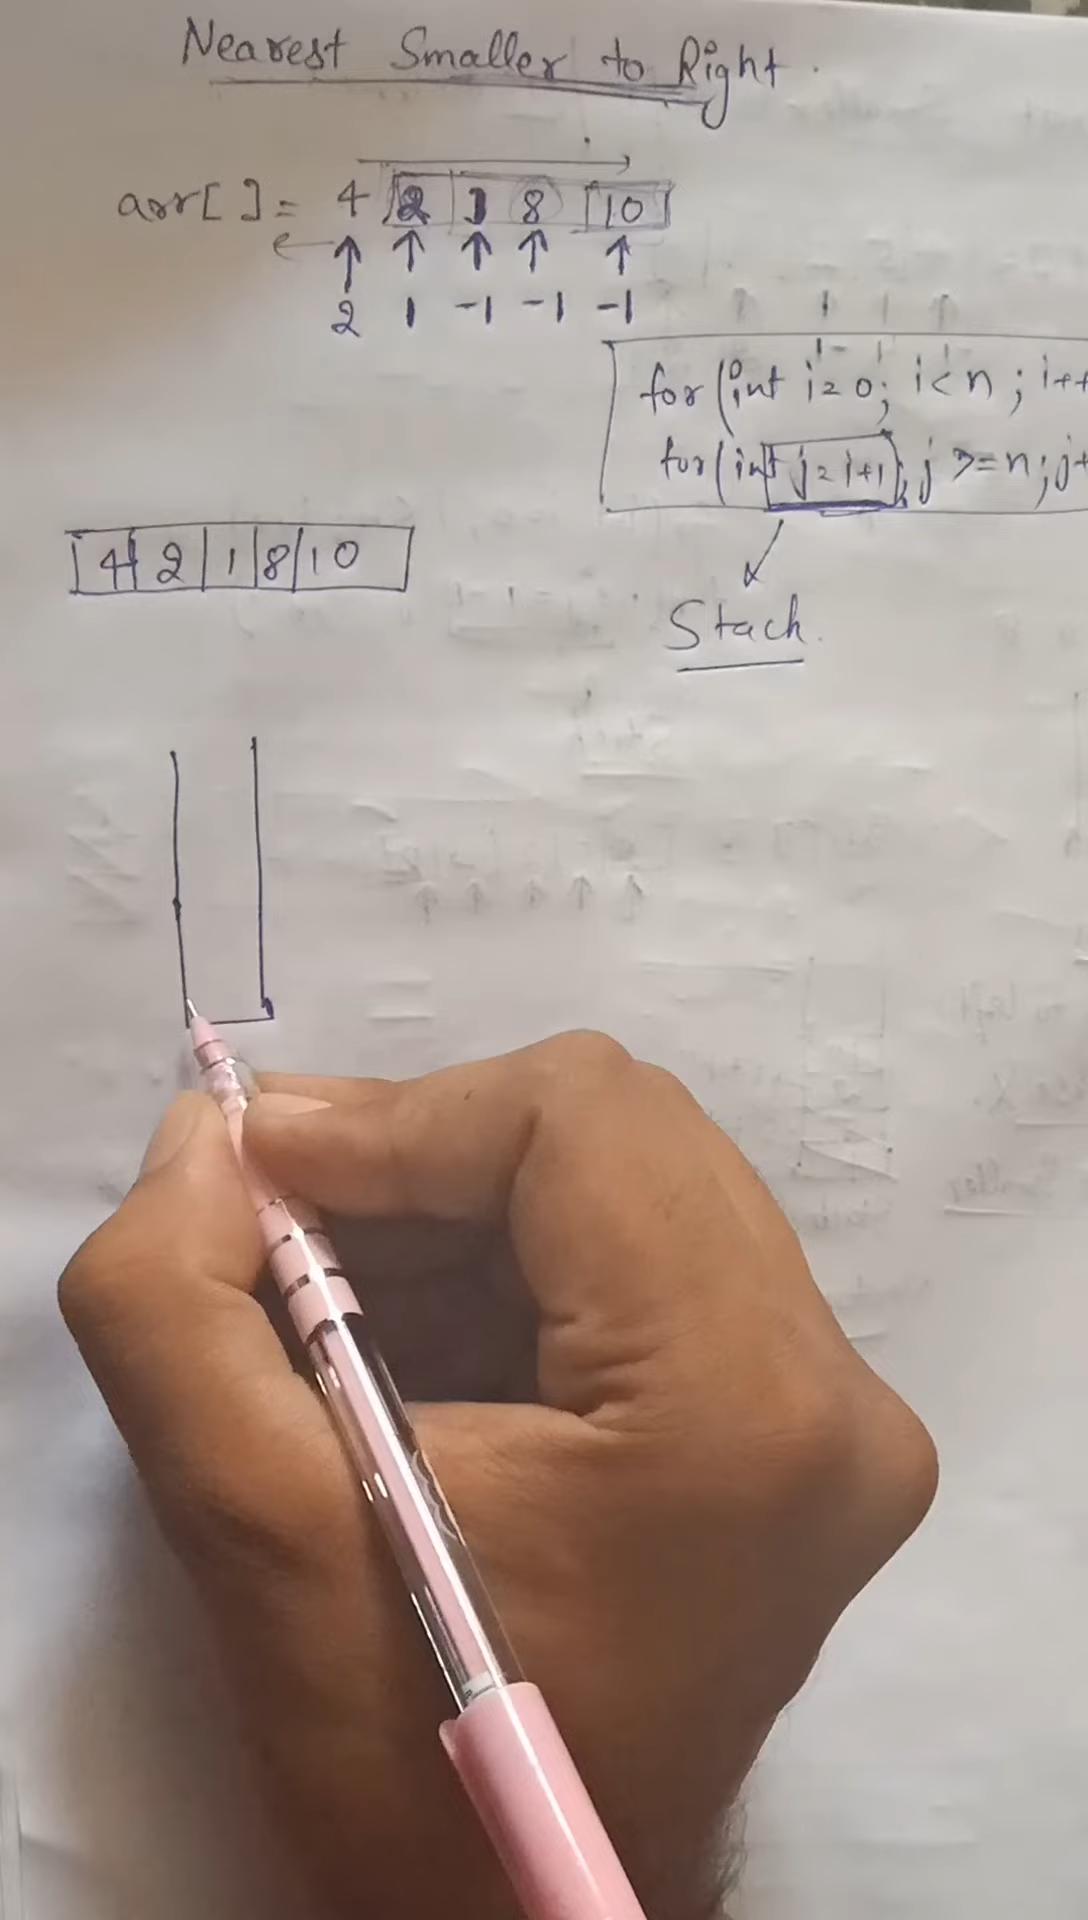 Nearest Smaller to Right.
arr[ ] = 4 2 1 8 10
2 1 -1 -1 -1
for(int i=0; i<n; i++
for(int j=i+1; j>=n; j+
4 2 1 8 10
Stack.